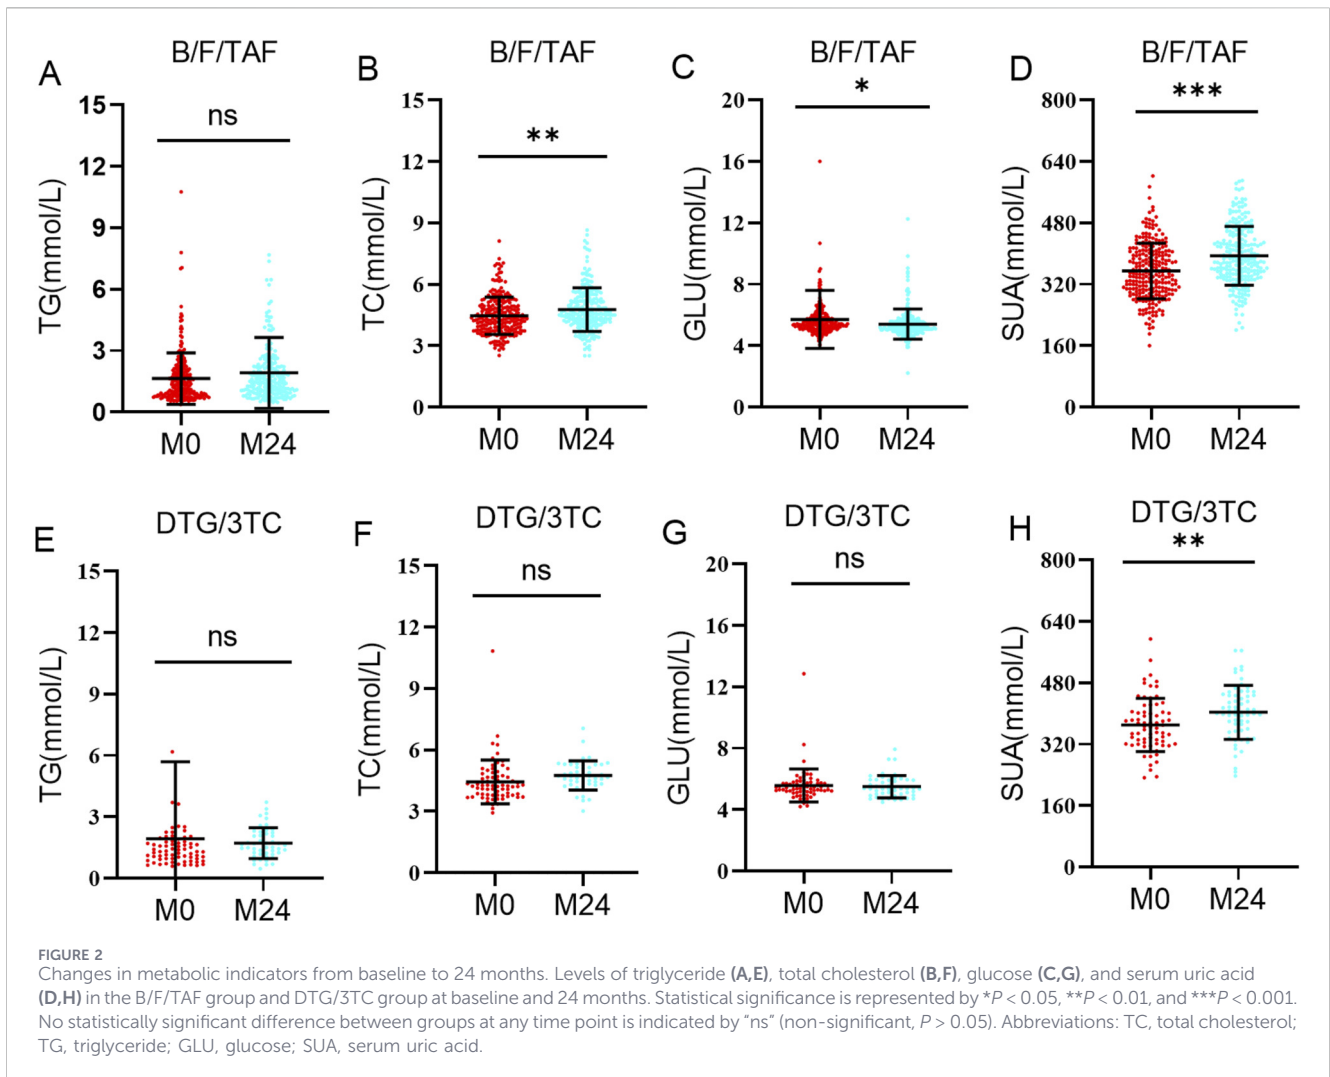 A
B/F/TAF
ns
TG(mmol/L)
15
12
9
6
3
0
M0 M24
B
B/F/TAF
**
TC(mmol/L)
15
12
9
6
3
0
M0 M24
C
B/F/TAF
*
GLU(mmol/L)
20
16
12
8
4
0
M0 M24
D
B/F/TAF
***
SUA(mmol/L)
800
640
480
320
160
0
M0 M24
E
DTG/3TC
ns
TG(mmol/L)
15
12
9
6
3
0
M0 M24
F
DTG/3TC
ns
TC(mmol/L)
15
12
9
6
3
0
M0 M24
G
DTG/3TC
ns
GLU(mmol/L)
20
16
12
8
4
0
M0 M24
H
DTG/3TC
**
SUA(mmol/L)
800
640
480
320
160
0
M0 M24
FIGURE 2
Changes in metabolic indicators from baseline to 24 months. Levels of triglyceride (A,E), total cholesterol (B,F), glucose (C,G), and serum uric acid
(D,H) in the B/F/TAF group and DTG/3TC group at baseline and 24 months. Statistical significance is represented by *P < 0.05, **P < 0.01, and ***P < 0.001.
No statistically significant difference between groups at any time point is indicated by “ns” (non-significant, P > 0.05). Abbreviations: TC, total cholesterol;
TG, triglyceride; GLU, glucose; SUA, serum uric acid.